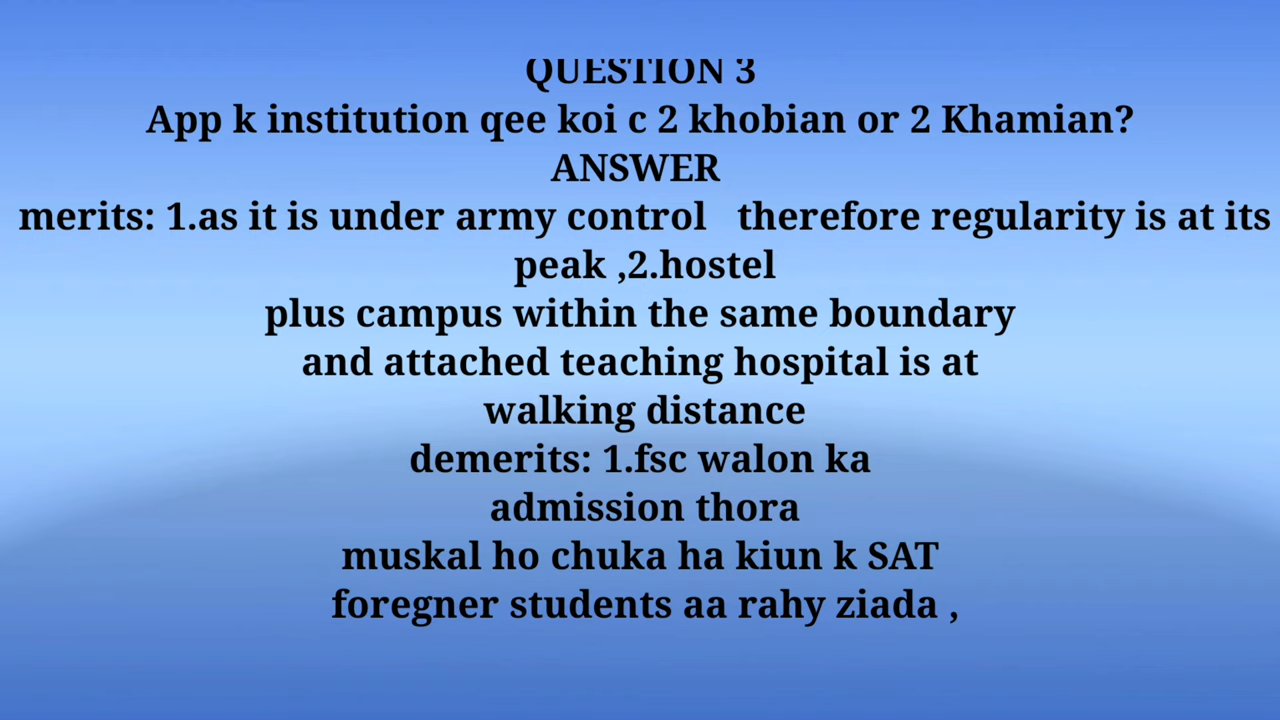 QUESTION 3
App k institution qee koi c 2 khobian or 2 Khamian?
ANSWER
merits: 1.as it is under army control   therefore regularity is at its
peak ,2.hostel
plus campus within the same boundary
and attached teaching hospital is at
walking distance
demerits: 1.fsc walon ka
admission thora
muskal ho chuka ha kiun k SAT
foregner students aa rahy ziada ,